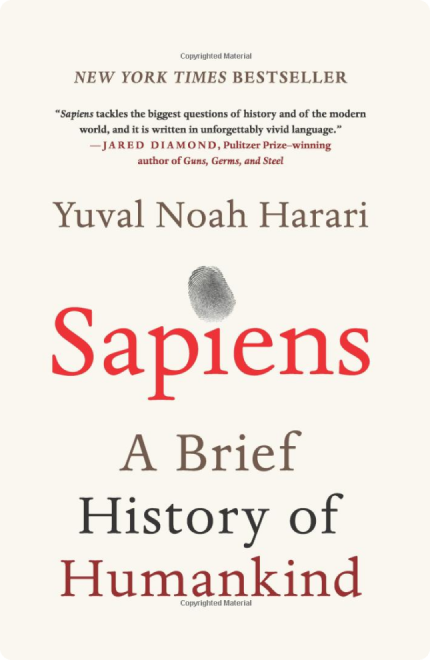 Copyrighted Material
NEW YORK TIMES BESTSELLER
“Sapiens tackles the biggest questions of history and of the modern
world, and it is written in unforgettably vivid language.”
—JARED DIAMOND, Pulitzer Prize–winning
author of Guns, Germs, and Steel
Yuval Noah Harari
Sapiens
A Brief
History of
Humankind
Copyrighted Material